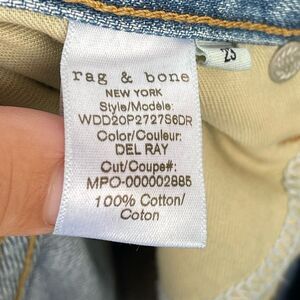 rag & bone
NEW YORK
Style/Modèle:
WDD20P2727S6DR
Color/Couleur:
DEL RAY
Cut/Coupe#:
MPO-000002885
100% Cotton/
Coton